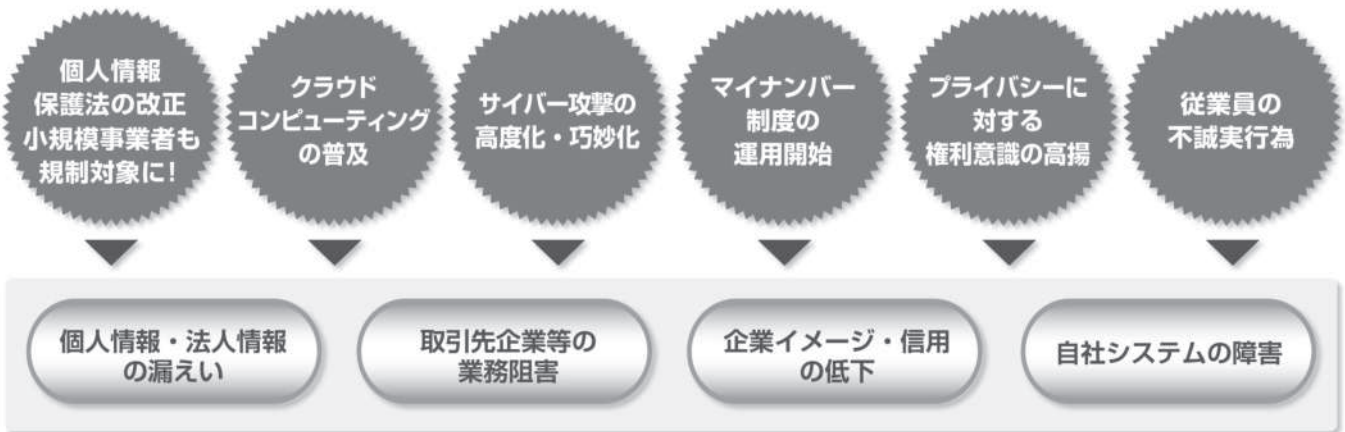 個人情報
保護法の改正
小規模事業者も
規制対象に!
クラウド
コンピューティング
の普及
サイバー攻撃の
高度化・巧妙化
マイナンバー
制度の
運用開始
プライバシーに
対する
権利意識の高揚
従業員の
不誠実行為
個人情報・法人情報
の漏えい
取引先企業等の
業務阻害
企業イメージ・信用
の低下
自社システムの障害